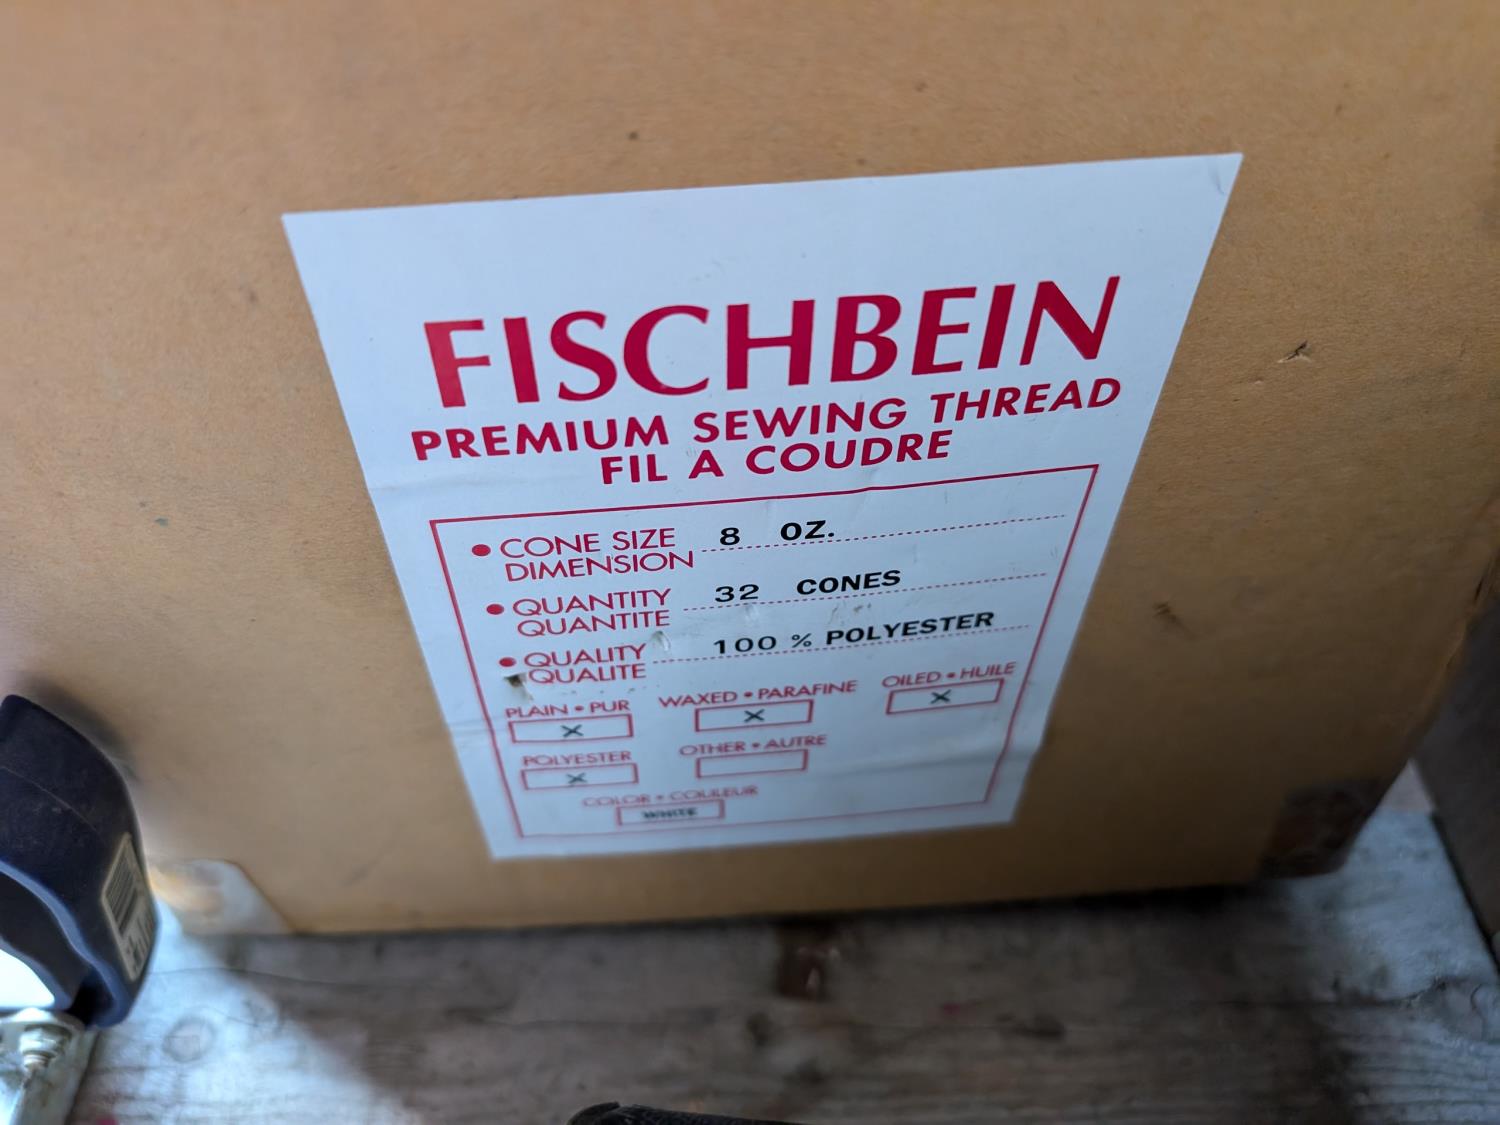 FISCHBEIN
PREMIUM SEWING THREAD
FIL A COUDRE
• CONE SIZE 8 OZ.
DIMENSION
• QUANTITY 32 CONES
QUANTITE
• QUALITY 100 % POLYESTER
QUALITE
PLAIN • PUR WAXED • PARAFINE OILED • HUILE
X X X
POLYESTER OTHER • AUTRE
X
COLOR • COULEUR
WHITE